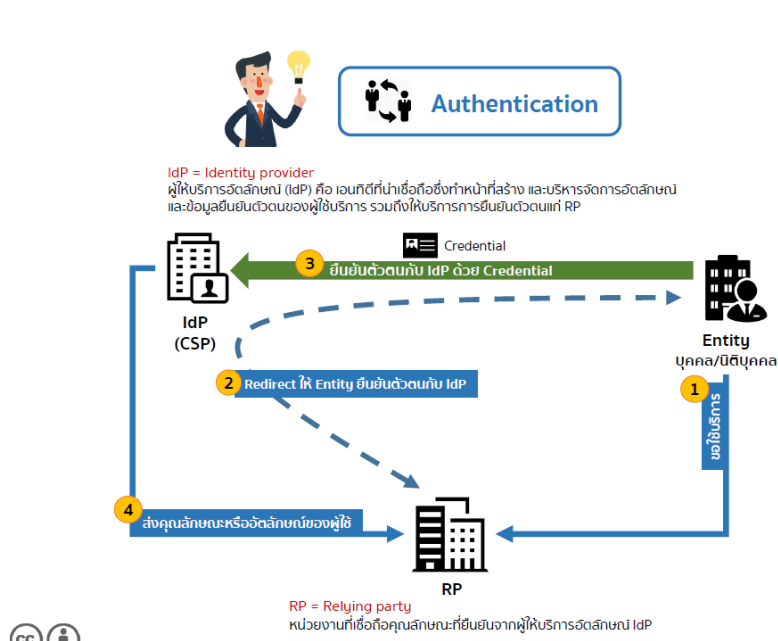 Authentication
IdP = Identity provider
ผู้ให้บริการอัตลักษณ์ (IdP) คือ เอนทิตีที่น่าเชื่อถือซึ่งทำหน้าที่สร้าง และบริหารจัดการอัตลักษณ์
และข้อมูลยืนยันตัวตนของผู้ใช้บริการ รวมถึงให้บริการการยืนยันตัวตนแก่ RP
Credential
3 ยืนยันตัวตนกับ IdP ด้วย Credential
IdP
(CSP)
Entity
บุคคล/นิติบุคคล
2 Redirect ให้ Entity ยืนยันตัวตนกับ IdP
1
ขอใช้บริการ
4 ส่งคุณลักษณะหรืออัตลักษณ์ของผู้ใช้
RP
RP = Relying party
หน่วยงานที่เชื่อถือคุณลักษณะที่ยืนยันจากผู้ให้บริการอัตลักษณ์ IdP
cc